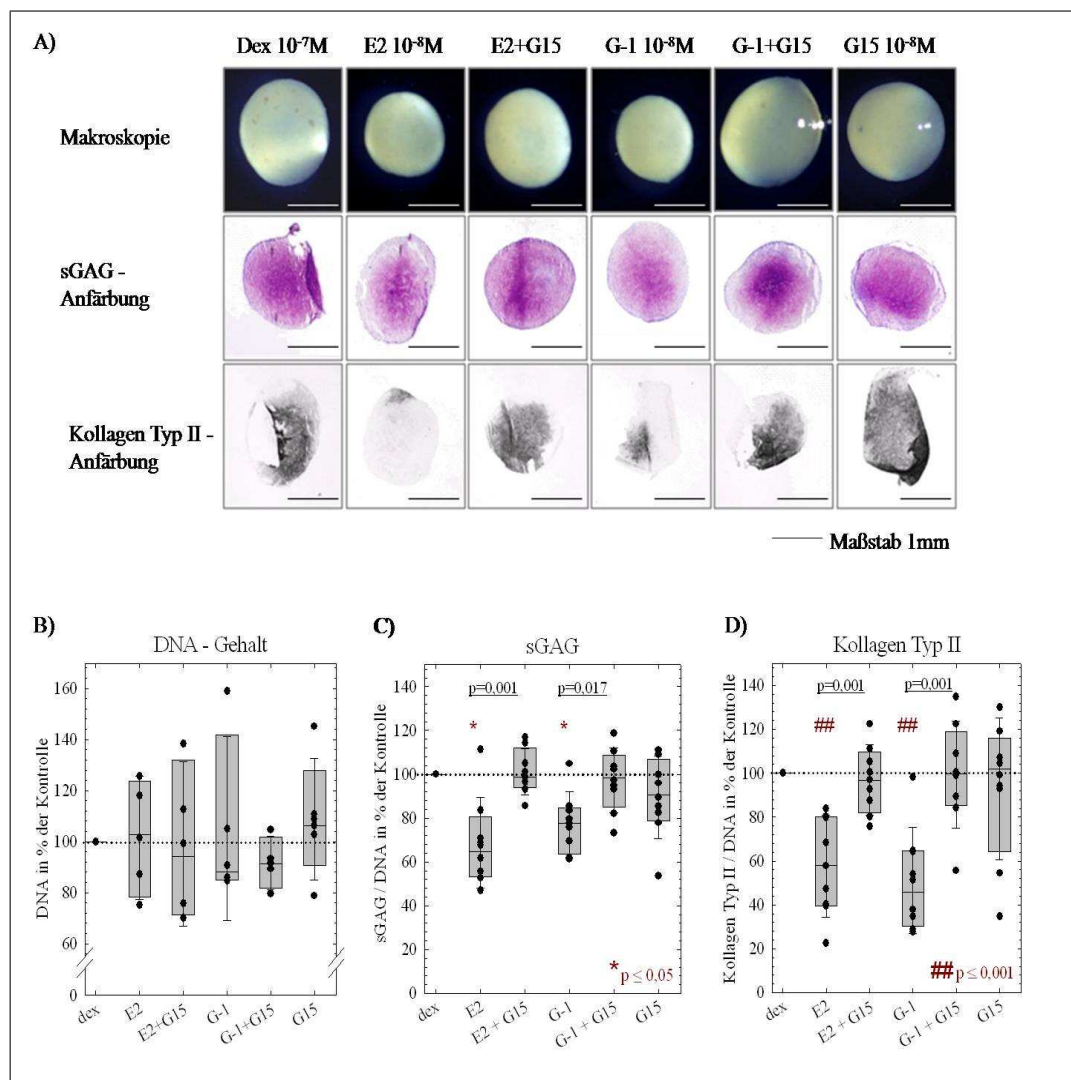 A)
Dex 10⁻⁷M E2 10⁻⁸M E2+G15 G-1 10⁻⁸M G-1+G15 G15 10⁻⁸M
Makroskopie
sGAG -
Anfärbung
Kollagen Typ II -
Anfärbung
Maßstab 1mm
B)
DNA - Gehalt
DNA in % der Kontrolle
160
140
120
100
80
60
0
dex E2 E2+G15 G-1 G-1+G15 G15
C)
sGAG
sGAG / DNA in % der Kontrolle
140
120
100
80
60
40
20
0
p=0,001 p=0,017
* *
* p ≤ 0,05
dex E2 E2 + G15 G-1 G-1 + G15 G15
D)
Kollagen Typ II
Kollagen Typ II / DNA in % der Kontrolle
140
120
100
80
60
40
20
0
p=0,001 p=0,001
## ##
## p ≤ 0,001
dex E2 E2 + G15 G-1 G-1 + G15 G15